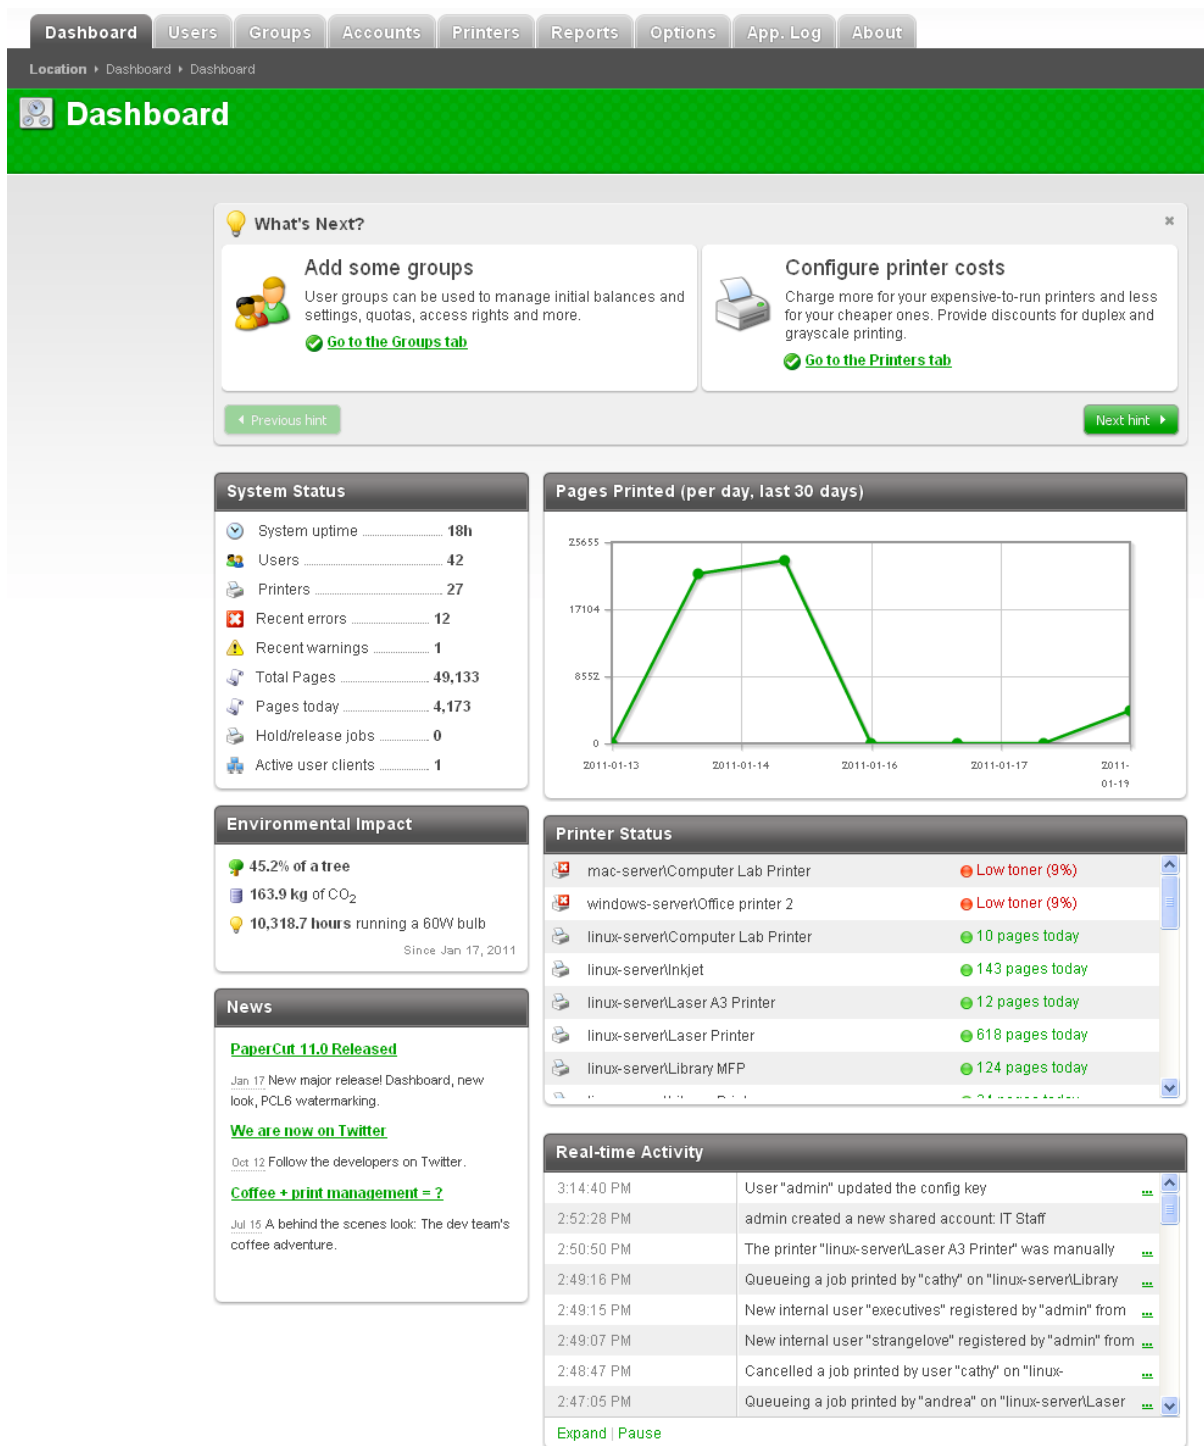 Dashboard Users Groups Accounts Printers Reports Options App. Log About
Location Dashboard Dashboard
Dashboard
What's Next?
Add some groups
User groups can be used to manage initial balances and
settings, quotas, access rights and more.
Go to the Groups tab
Configure printer costs
Charge more for your expensive-to-run printers and less
for your cheaper ones. Provide discounts for duplex and
grayscale printing.
Go to the Printers tab
Previous hint
Next hint
System Status
System uptime 18h
Users 42
Printers 27
Recent errors 12
Recent warnings 1
Total Pages 49,133
Pages today 4,173
Hold/release jobs 0
Active user clients 1
Pages Printed (per day, last 30 days)
25655
17104
8552
0
2011-01-13 2011-01-14 2011-01-16 2011-01-17 2011-
01-19
Environmental Impact
45.2% of a tree
163.9 kg of CO2
10,318.7 hours running a 60W bulb
Since Jan 17, 2011
News
PaperCut 11.0 Released
Jan 17 New major release! Dashboard, new
look, PCL6 watermarking.
We are now on Twitter
Oct 12 Follow the developers on Twitter.
Coffee + print management = ?
Jul 15 A behind the scenes look: The dev team's
coffee adventure.
Printer Status
mac-server\Computer Lab Printer Low toner (9%)
windows-server\Office printer 2 Low toner (9%)
linux-server\Computer Lab Printer 10 pages today
linux-server\Inkjet 143 pages today
linux-server\Laser A3 Printer 12 pages today
linux-server\Laser Printer 618 pages today
linux-server\Library MFP 124 pages today
Real-time Activity
3:14:40 PM User "admin" updated the config key ...
2:52:28 PM admin created a new shared account: IT Staff
2:50:50 PM The printer "linux-server\Laser A3 Printer" was manually ...
2:49:16 PM Queueing a job printed by "cathy" on "linux-server\Library ...
2:49:15 PM New internal user "executives" registered by "admin" from ...
2:49:07 PM New internal user "strangelove" registered by "admin" from ...
2:48:47 PM Cancelled a job printed by user "cathy" on "linux- ...
2:47:05 PM Queueing a job printed by "andrea" on "linux-server\Laser ...
Expand | Pause